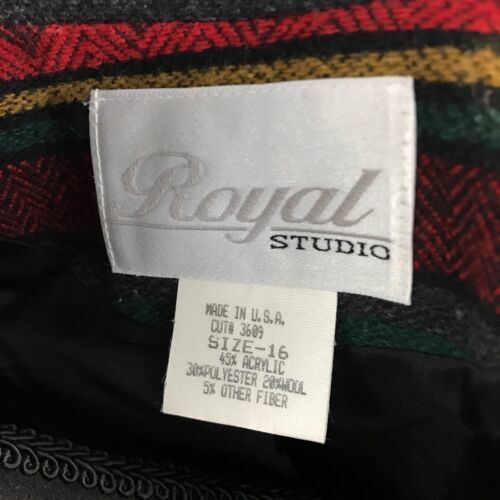 Royal
STUDIO
MADE IN U.S.A.
CUT# 3609
SIZE-16
45% ACRYLIC
30%POLYESTER 20%WOOL
5% OTHER FIBER